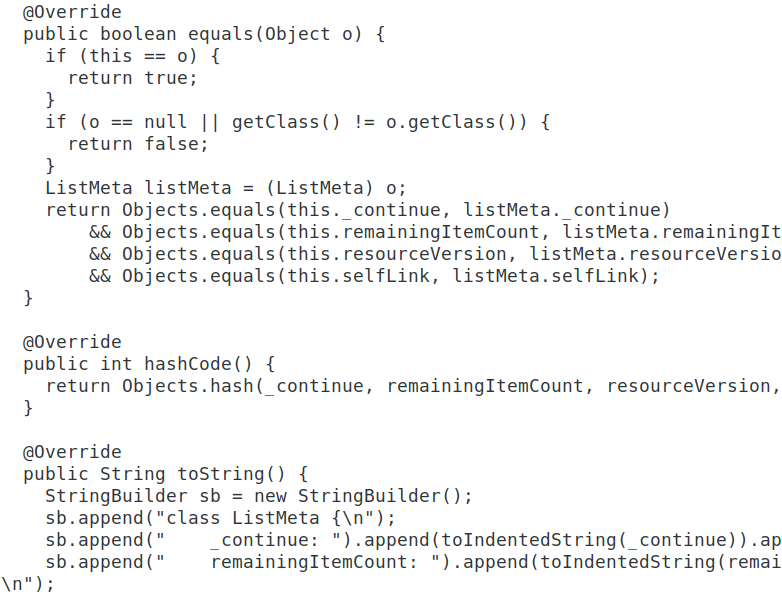 @Override
  public boolean equals(Object o) {
    if (this == o) {
      return true;
    }
    if (o == null || getClass() != o.getClass()) {
      return false;
    }
    ListMeta listMeta = (ListMeta) o;
    return Objects.equals(this._continue, listMeta._continue)
        && Objects.equals(this.remainingItemCount, listMeta.remainingIt
        && Objects.equals(this.resourceVersion, listMeta.resourceVersio
        && Objects.equals(this.selfLink, listMeta.selfLink);
  }

  @Override
  public int hashCode() {
    return Objects.hash(_continue, remainingItemCount, resourceVersion,
  }

  @Override
  public String toString() {
    StringBuilder sb = new StringBuilder();
    sb.append("class ListMeta {\n");
    sb.append("    _continue: ").append(toIndentedString(_continue)).ap
    sb.append("    remainingItemCount: ").append(toIndentedString(remai
\n");